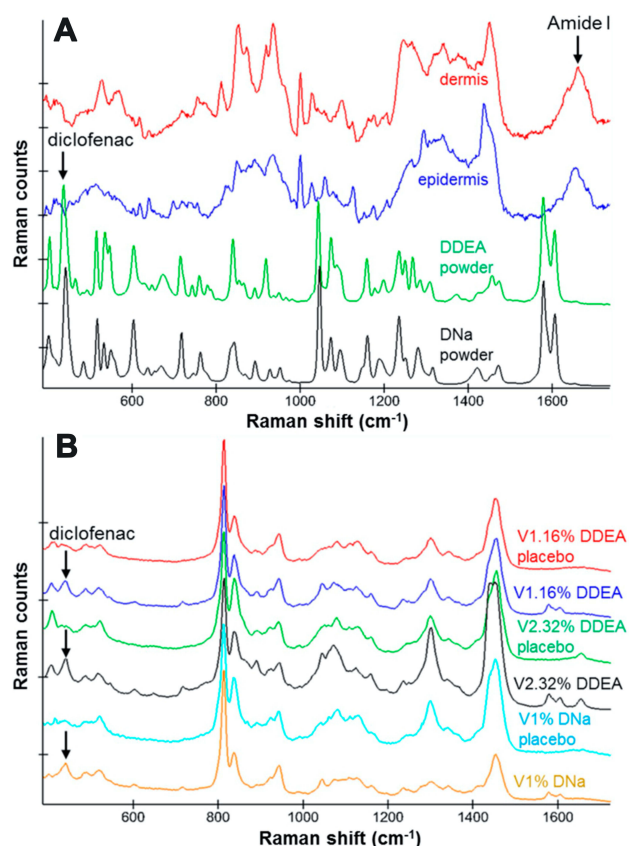 A
Amide I
dermis
diclofenac
epidermis
DDEA
powder
DNa
powder
Raman counts
600 800 1000 1200 1400 1600
Raman shift (cm-1)
B
diclofenac
V1.16% DDEA
placebo
V1.16% DDEA
V2.32% DDEA
placebo
V2.32% DDEA
V1% DNa
placebo
V1% DNa
Raman counts
600 800 1000 1200 1400 1600
Raman shift (cm-1)